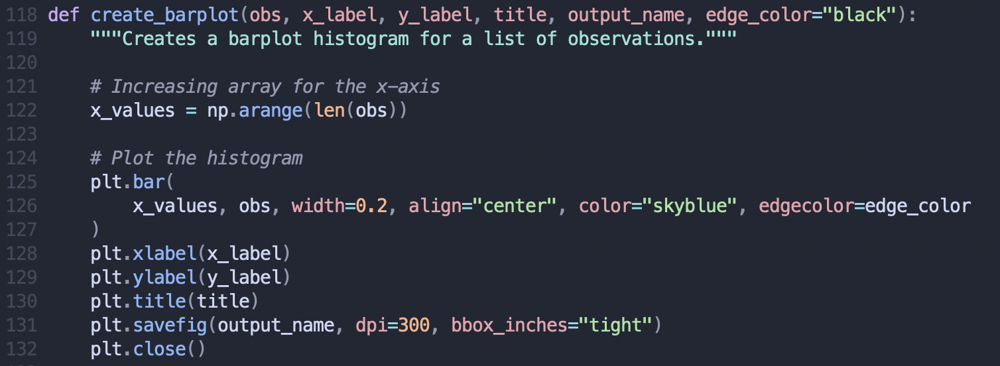 118 def create_barplot(obs, x_label, y_label, title, output_name, edge_color="black"):
119     """Creates a barplot histogram for a list of observations."""
120
121     # Increasing array for the x-axis
122     x_values = np.arange(len(obs))
123
124     # Plot the histogram
125     plt.bar(
126         x_values, obs, width=0.2, align="center", color="skyblue", edgecolor=edge_color
127     )
128     plt.xlabel(x_label)
129     plt.ylabel(y_label)
130     plt.title(title)
131     plt.savefig(output_name, dpi=300, bbox_inches="tight")
132     plt.close()